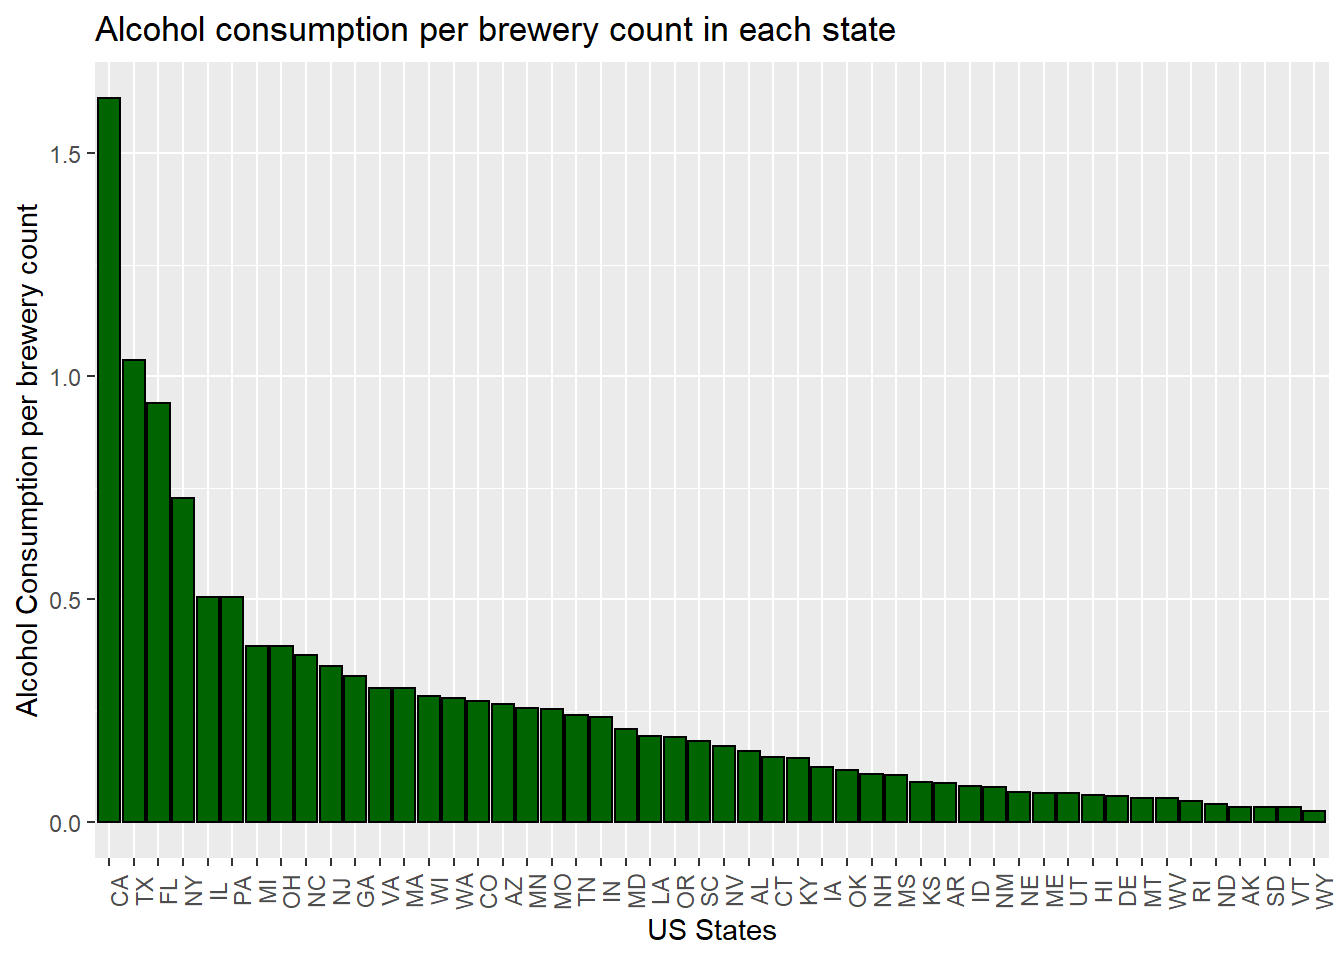 Alcohol consumption per brewery count in each state
Alcohol Consumption per brewery count
1.5
1.0
0.5
0.0
CA TX FL NY IL PA MI OH NC NJ GA VA MA WI WA CO AZ MN MO TN IN MD LA OR SC NV AL CT KY IA OK NH MS KS AR ID NM NE ME UT HI DE MT WV RI ND AK SD VT WY
US States